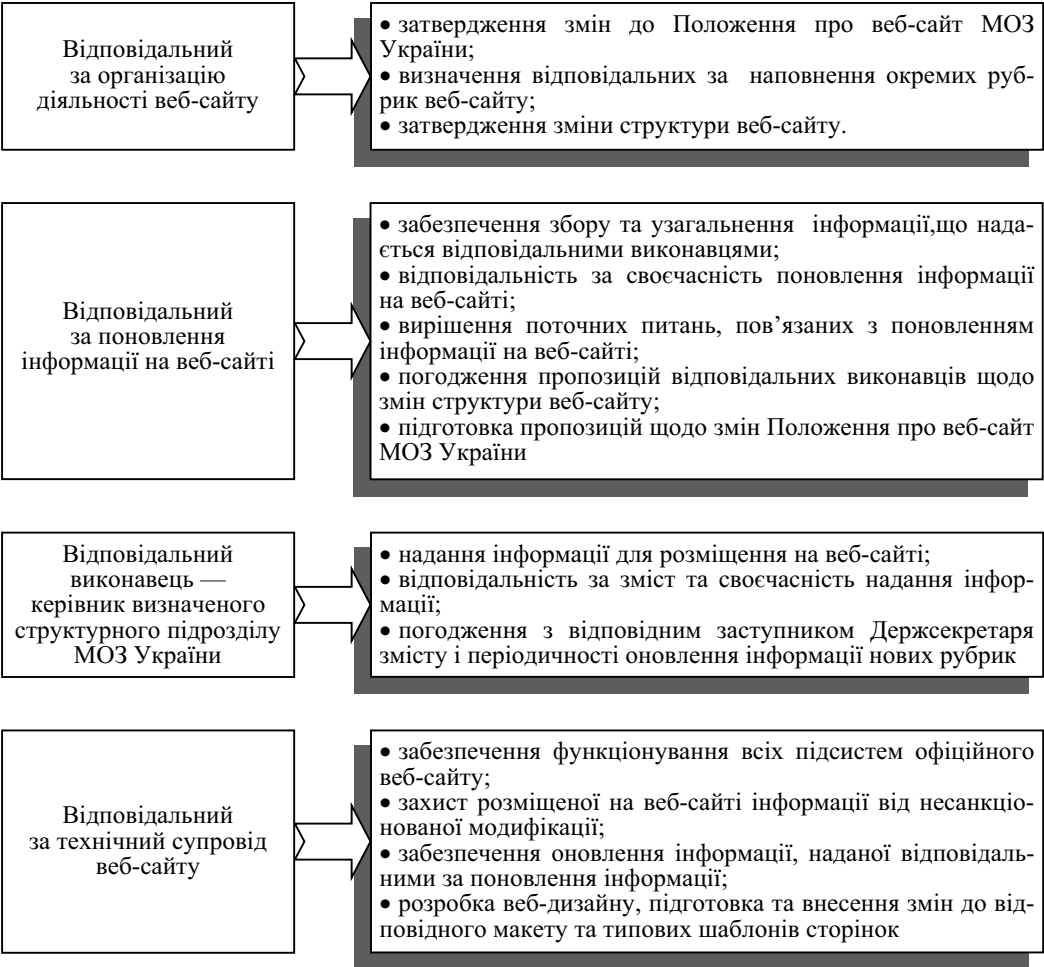 Відповідальний
за організацію
діяльності веб-сайту
• затвердження змін до Положення про веб-сайт МОЗ
України;
• визначення відповідальних за наповнення окремих руб-
рик веб-сайту;
• затвердження зміни структури веб-сайту.
Відповідальний
за поновлення
інформації на веб-сайті
• забезпечення збору та узагальнення інформації,що нада-
ється відповідальними виконавцями;
• відповідальність за своєчасність поновлення інформації
на веб-сайті;
• вирішення поточних питань, пов’язаних з поновленням
інформації на веб-сайті;
• погодження пропозицій відповідальних виконавців щодо
змін структури веб-сайту;
• підготовка пропозицій щодо змін Положення про веб-сайт
МОЗ України
Відповідальний
виконавець —
керівник визначеного
структурного підрозділу
МОЗ України
• надання інформації для розміщення на веб-сайті;
• відповідальність за зміст та своєчасність надання інфор-
мації;
• погодження з відповідним заступником Держсекретаря
змісту і періодичності оновлення інформації нових рубрик
Відповідальний
за технічний супровід
веб-сайту
• забезпечення функціонування всіх підсистем офіційного
веб-сайту;
• захист розміщеної на веб-сайті інформації від несанкціо-
нованої модифікації;
• забезпечення оновлення інформації, наданої відповідаль-
ними за поновлення інформації;
• розробка веб-дизайну, підготовка та внесення змін до від-
повідного макету та типових шаблонів сторінок